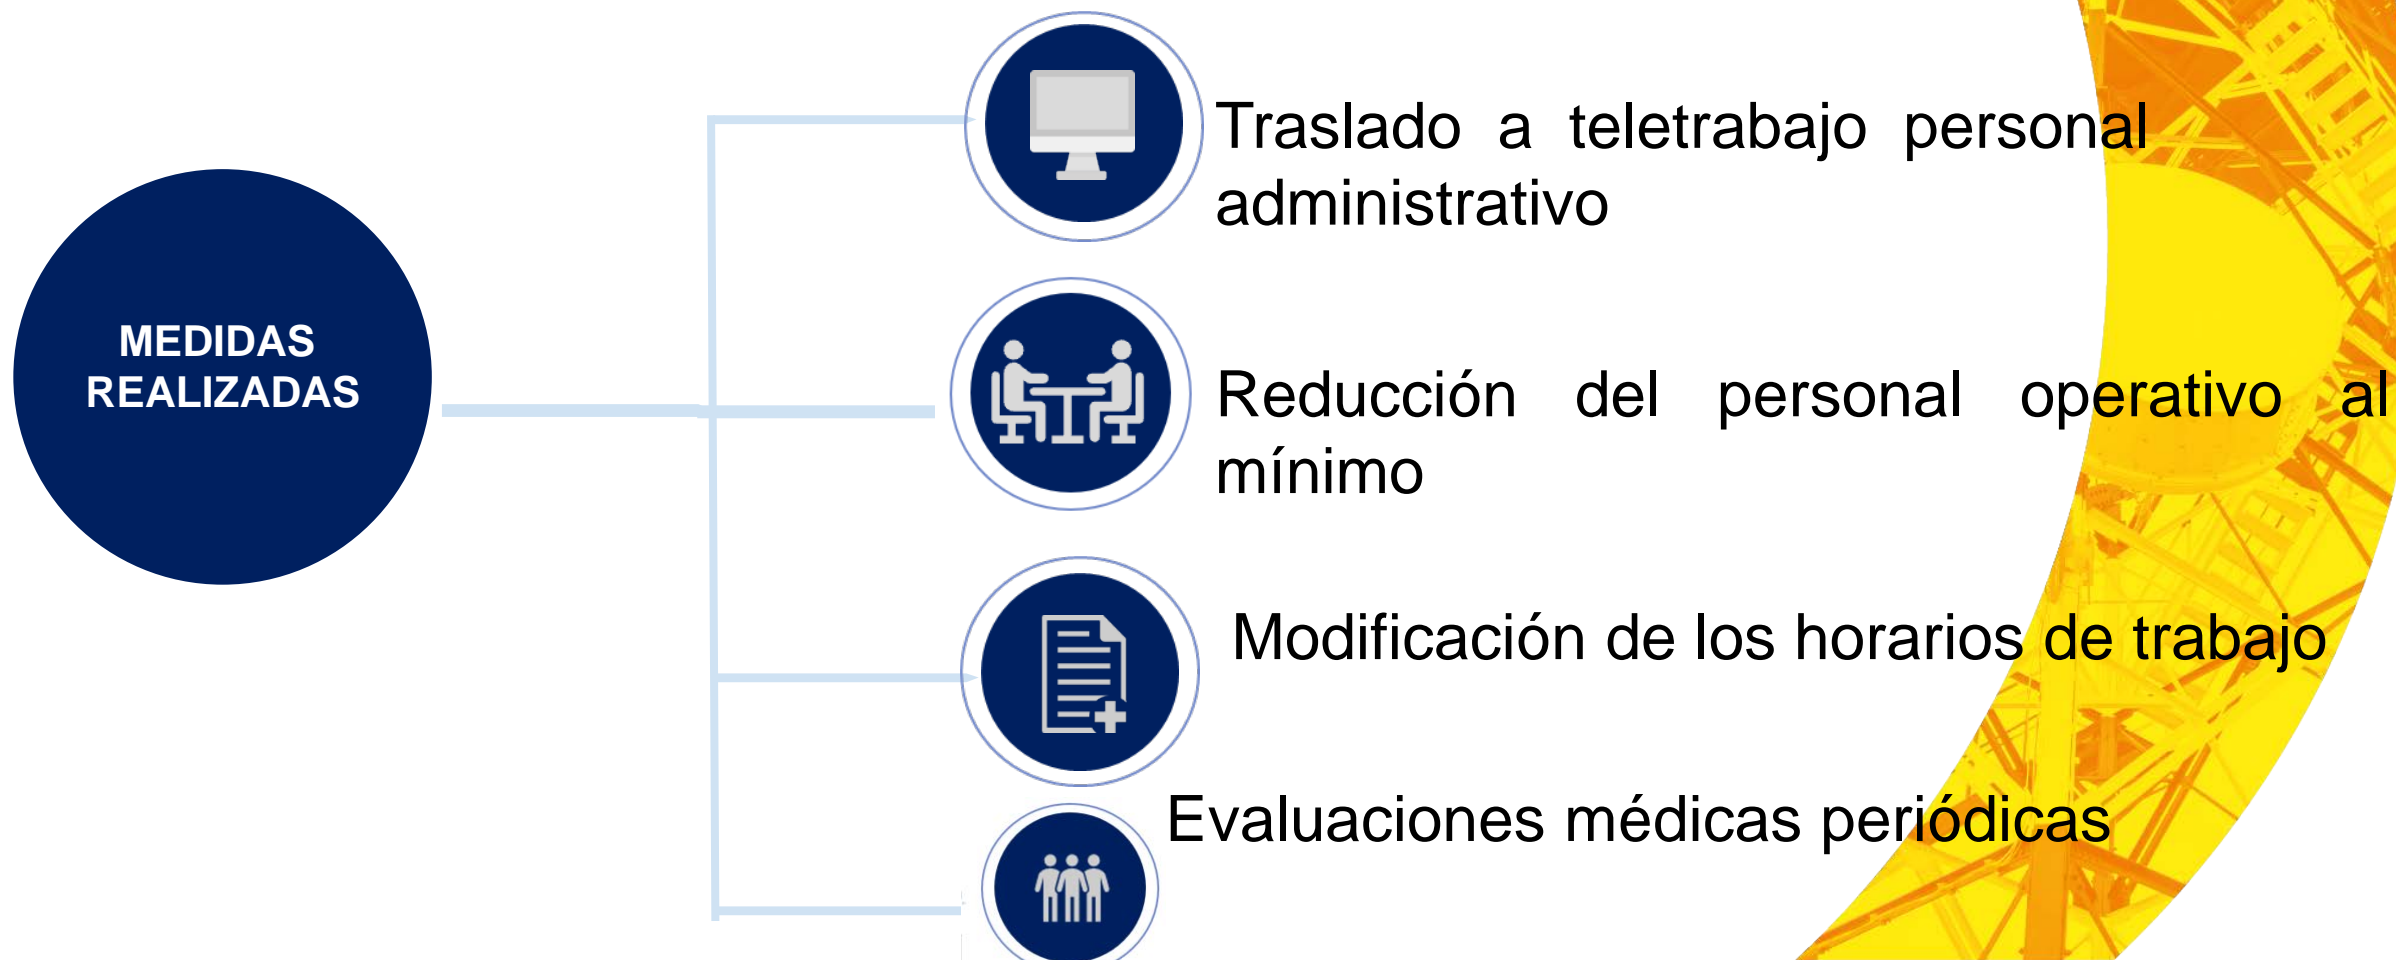 MEDIDAS
REALIZADAS
Traslado a teletrabajo personal
administrativo
Reducción del personal operativo al
mínimo
Modificación de los horarios de trabajo
Evaluaciones médicas periódicas